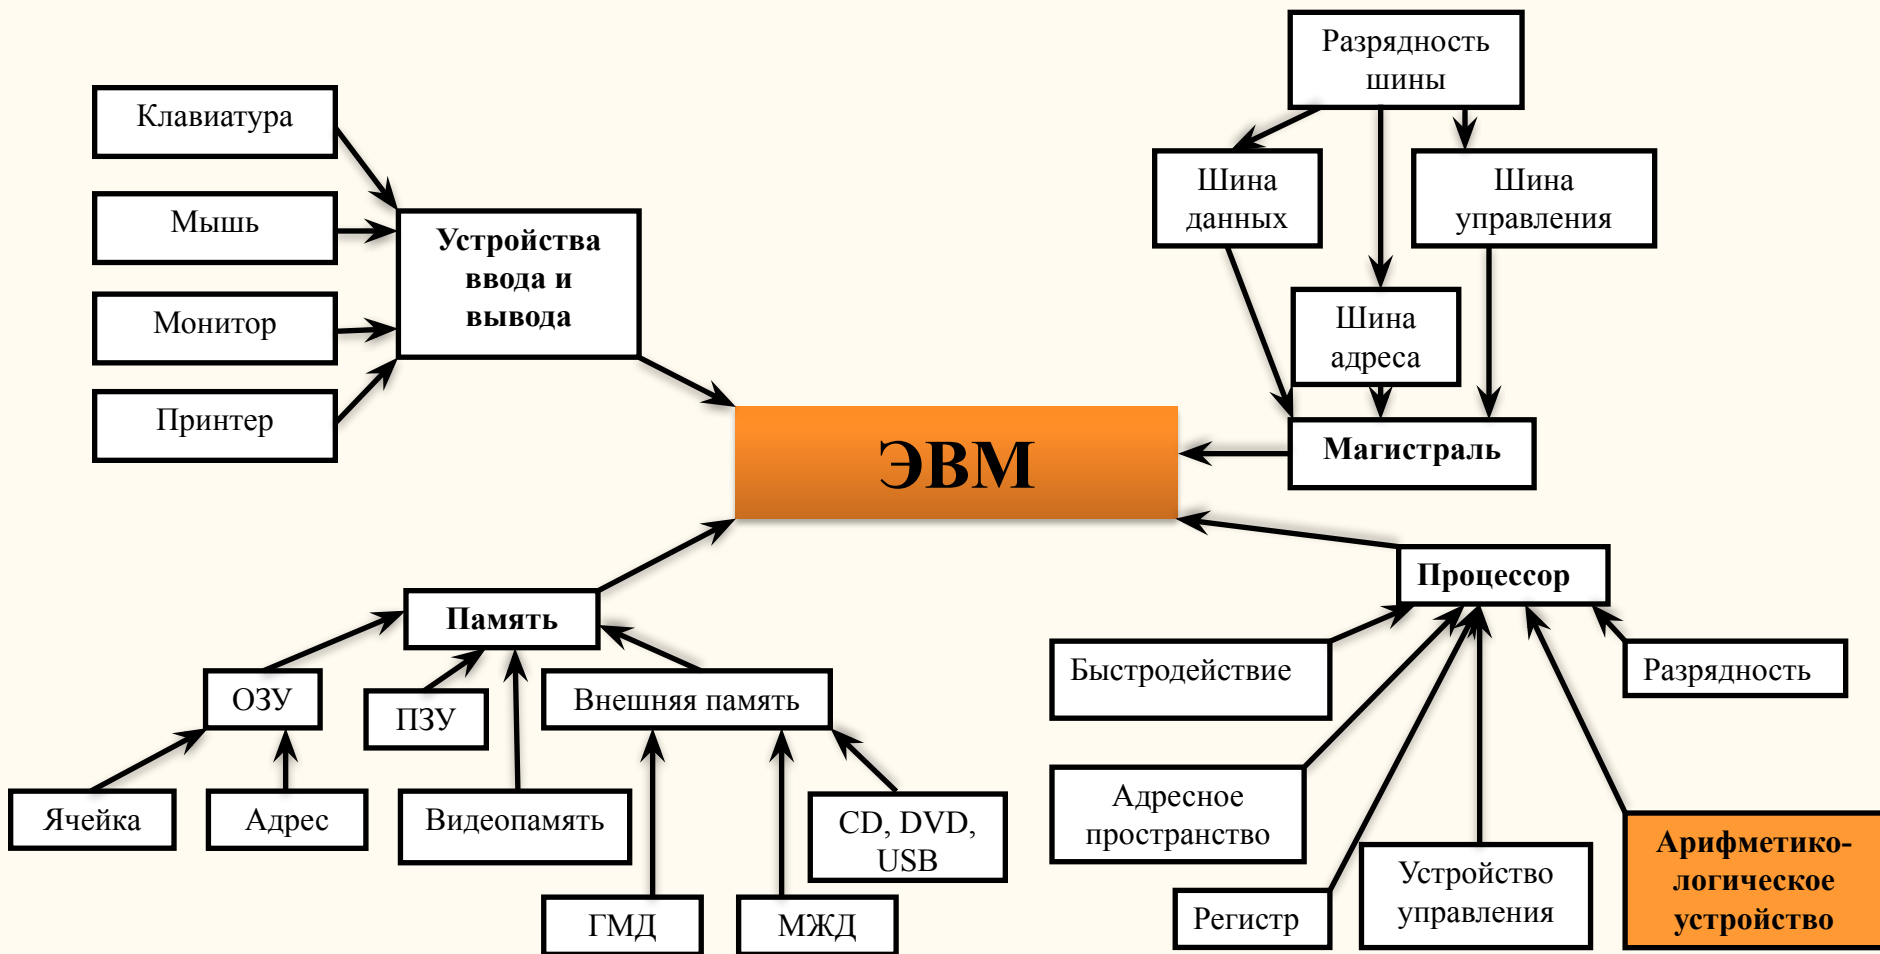 Разрядность
шины
Клавиатура
Мышь
Монитор
Принтер
Устройства
ввода и
вывода
Шина
данных
Шина
управления
Шина
адреса
Магистраль
ЭВМ
Процессор
Память
ОЗУ
ПЗУ
Внешняя память
Ячейка
Адрес
Видеопамять
CD, DVD,
USB
ГМД
МЖД
Быстродействие
Разрядность
Адресное
пространство
Регистр
Устройство
управления
Арифметико-
логическое
устройство